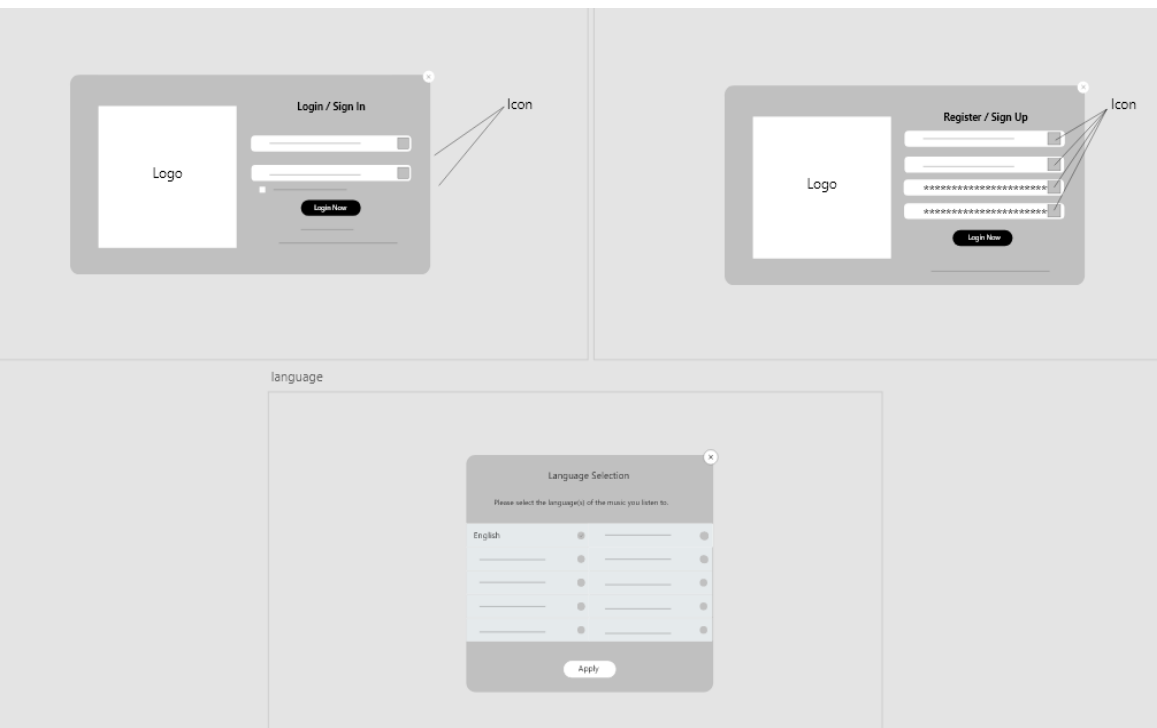 Login / Sign In
Icon
Logo
Login Now
Register / Sign Up
Icon
Logo
***********************
***********************
Login Now
language
Language Selection
Please select the language(s) of the music you listen to.
English
Apply